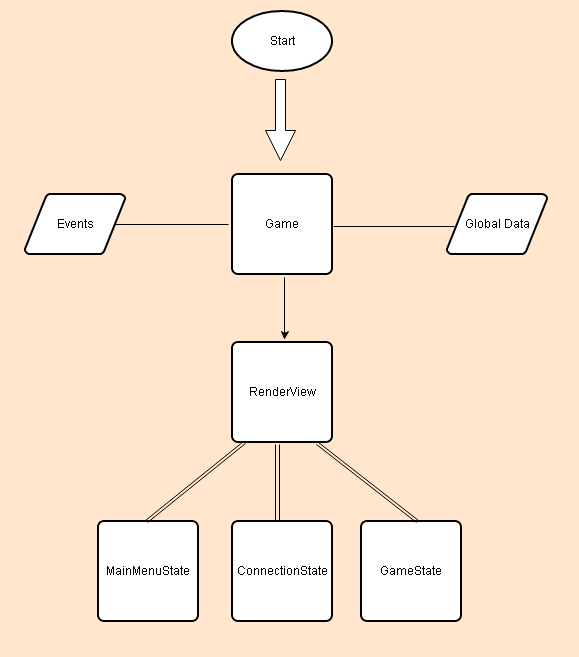 Start
Events
Game
Global Data
RenderView
MainMenuState
ConnectionState
GameState